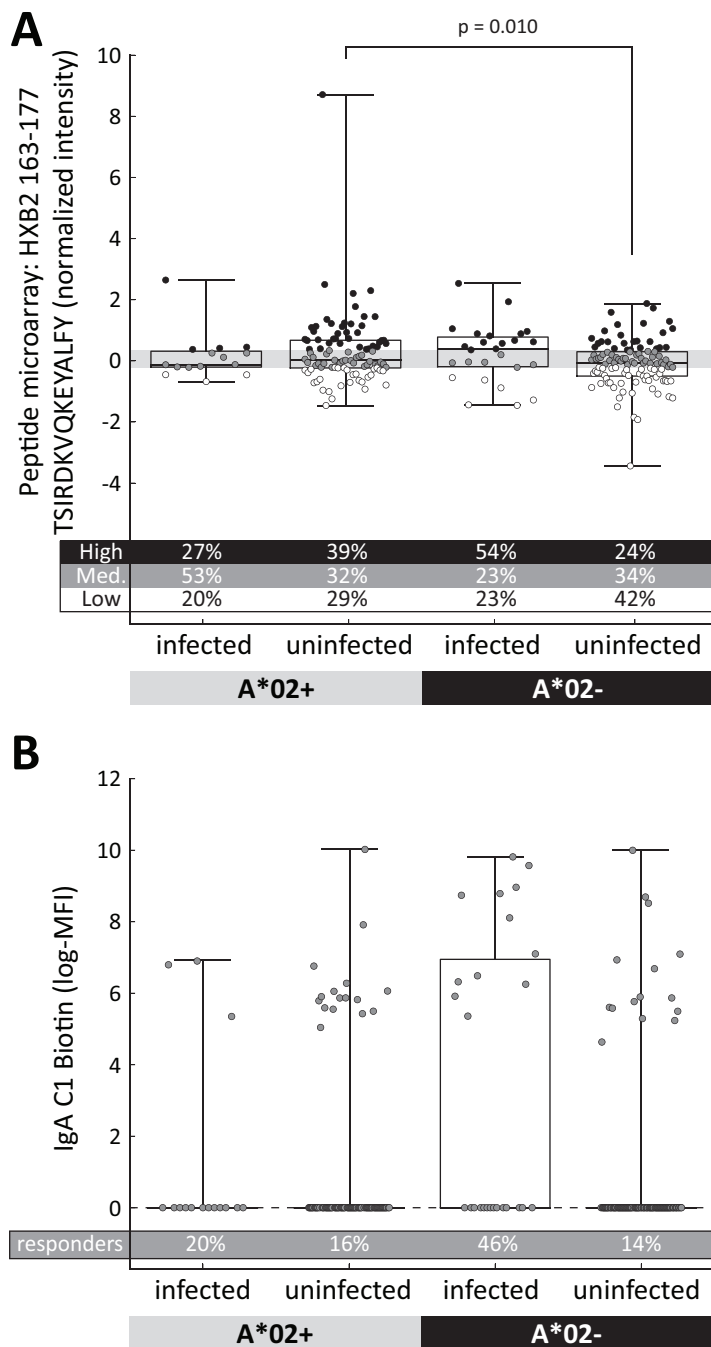 A
p = 0.010
Peptide microarray: HXB2 163-177
TSIRDKVQKEYALFY (normalized intensity)
10
8
6
4
2
0
-2
-4
High 27% 39% 54% 24%
Med. 53% 32% 23% 34%
Low 20% 29% 23% 42%
infected uninfected infected uninfected
A*02+ A*02-
B
IgA C1 Biotin (log-MFI)
12
10
8
6
4
2
0
responders 20% 16% 46% 14%
infected uninfected infected uninfected
A*02+ A*02-